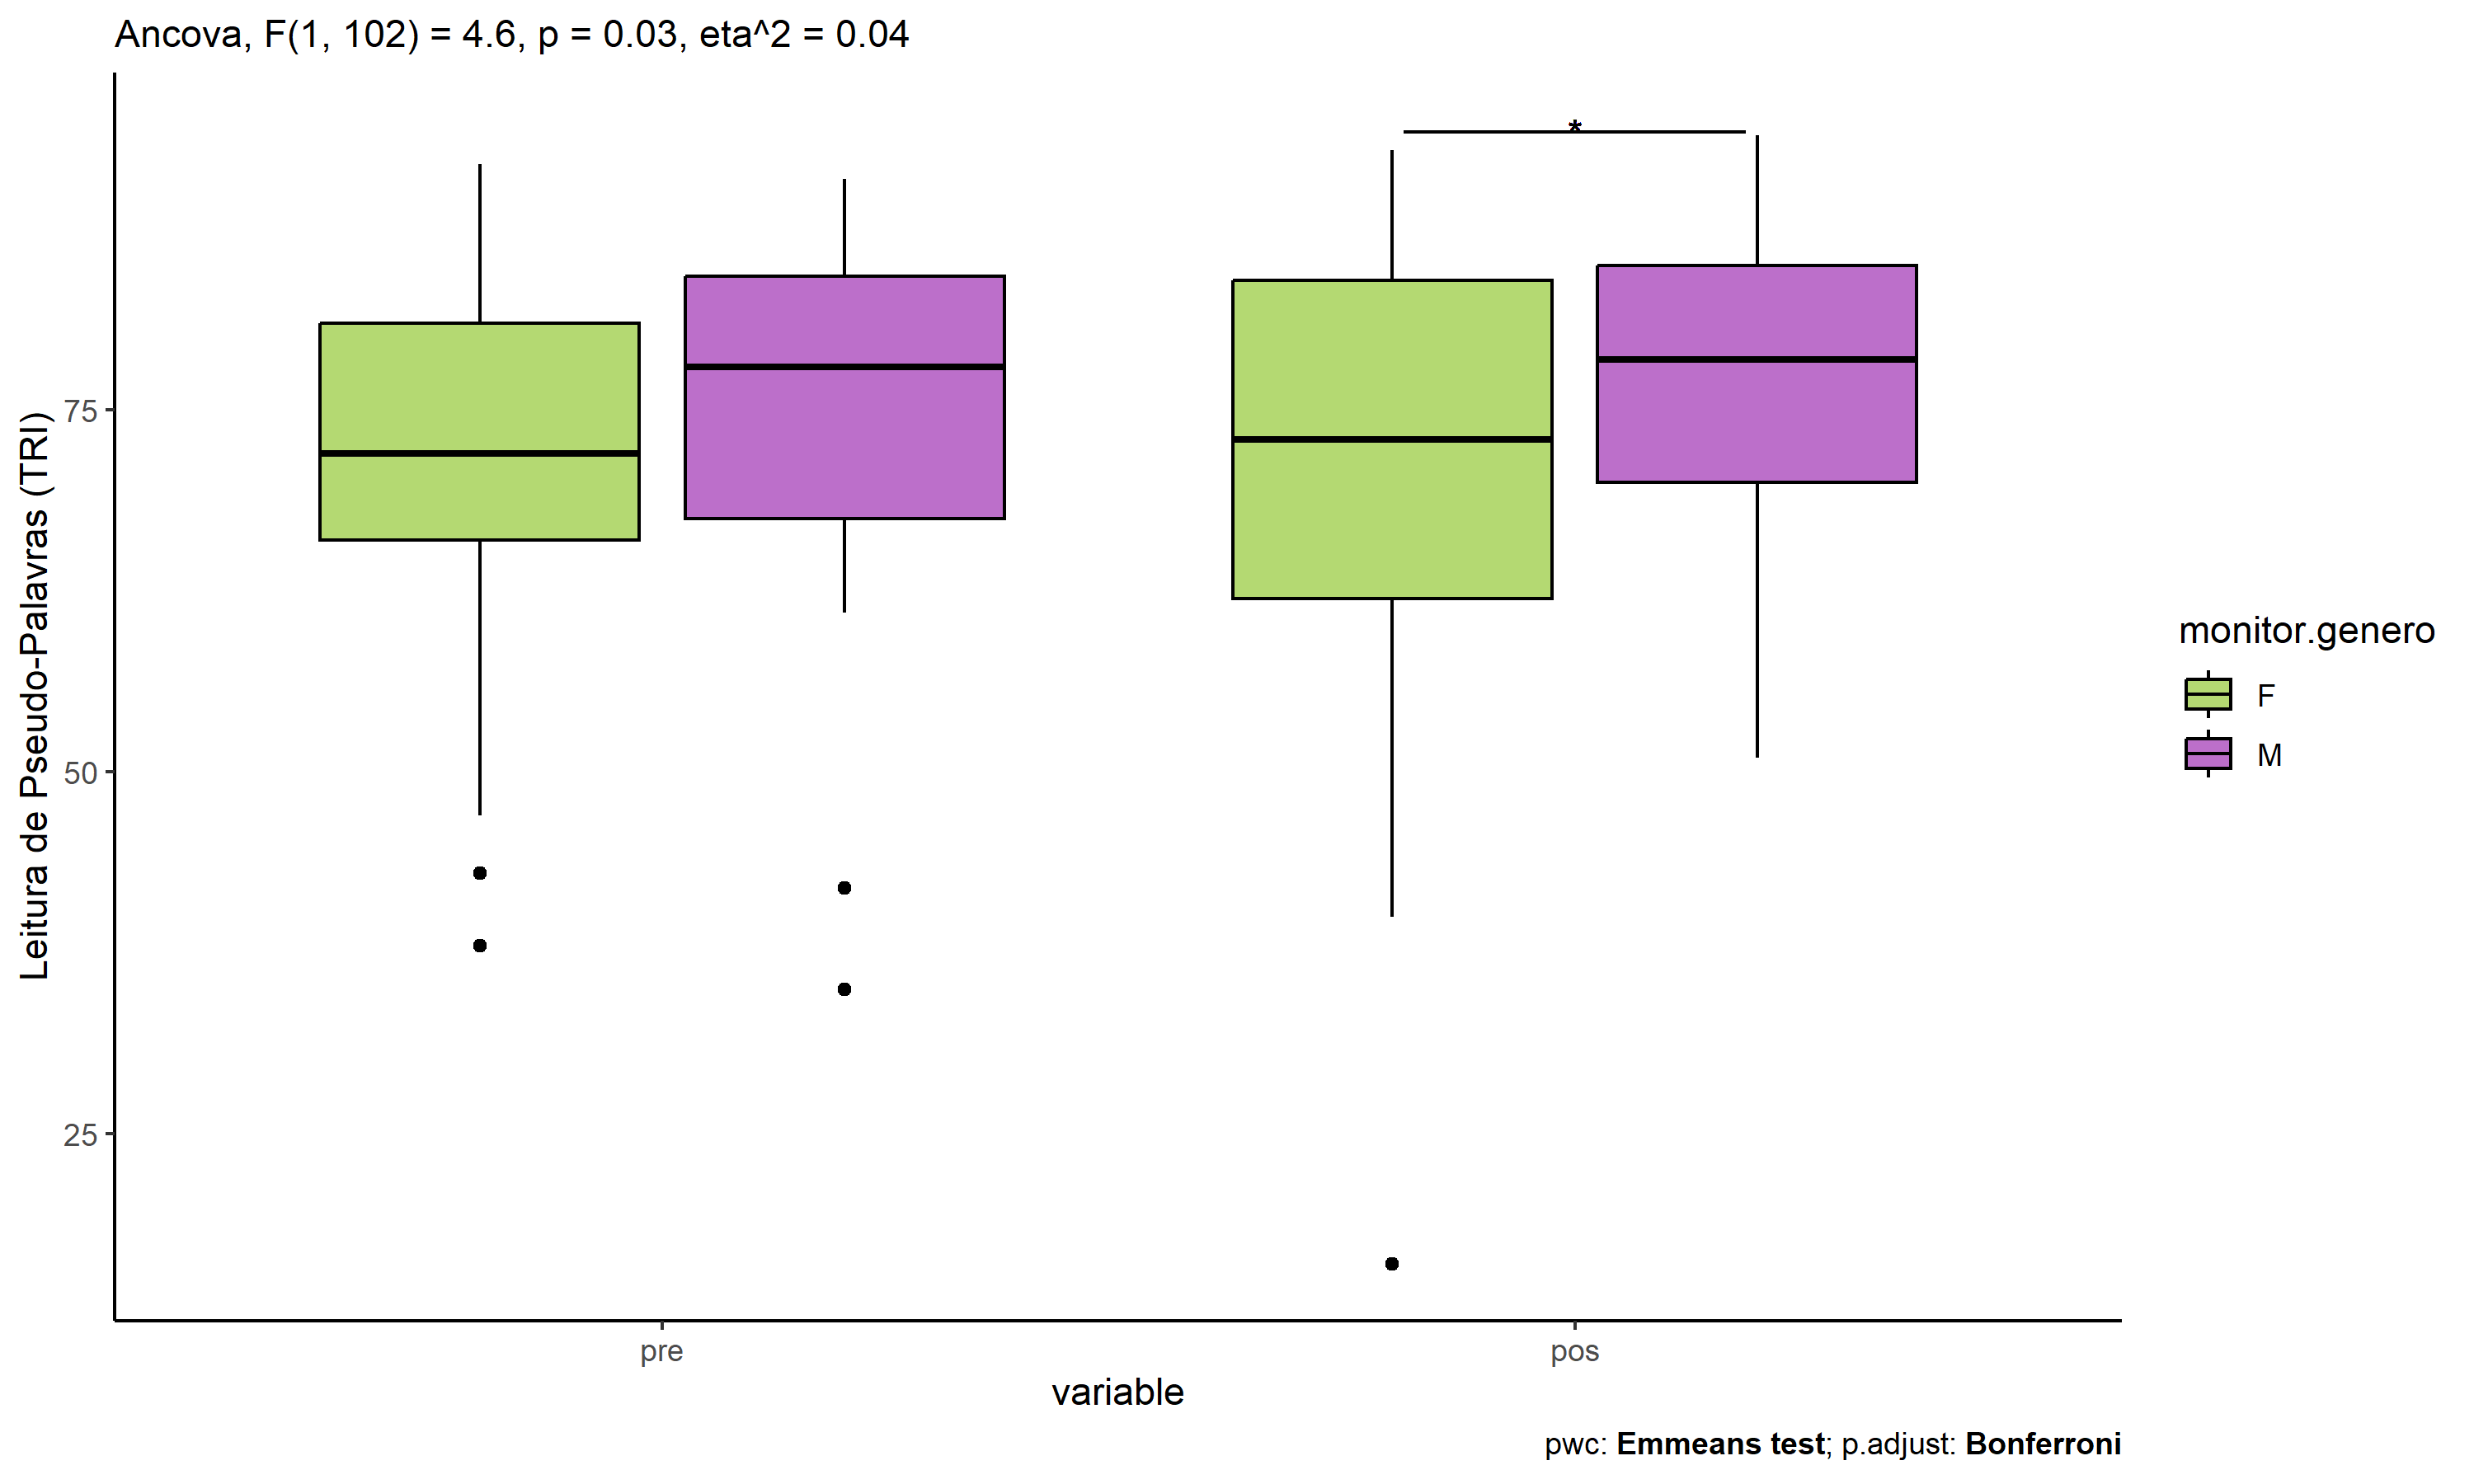 Ancova, F(1, 102) = 4.6, p = 0.03, eta^2 = 0.04
*
Leitura de Pseudo-Palavras (TRI)
75
50
25
pre
pos
variable
monitor.genero
F
M
pwc: Emmeans test; p.adjust: Bonferroni